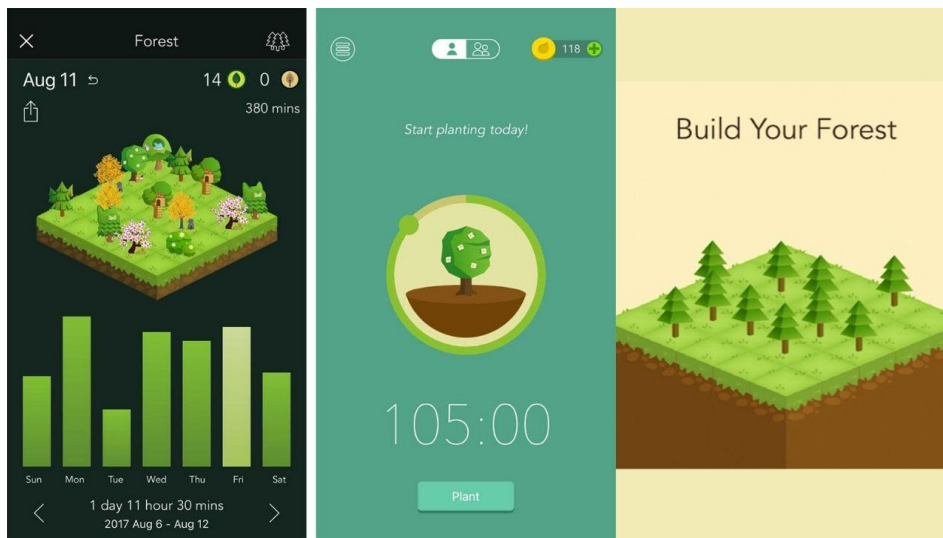 Forest
Aug 11
14 0
380 mins
Sun Mon Tue Wed Thu Fri Sat
1 day 11 hour 30 mins
2017 Aug 6 - Aug 12
118
Start planting today!
105:00
Plant
Build Your Forest